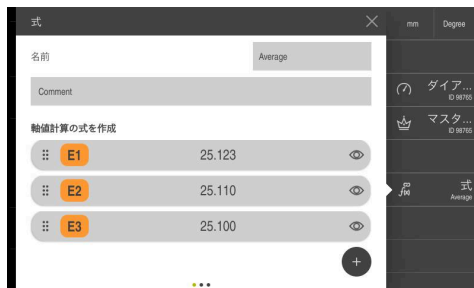 式
名前
Average
Comment
軸値計算の式を作成
E1 25.123
E2 25.110
E3 25.100
mm Degree
ダイア...
ID 98765
マスタ...
ID 98765
f(x) 式
Average